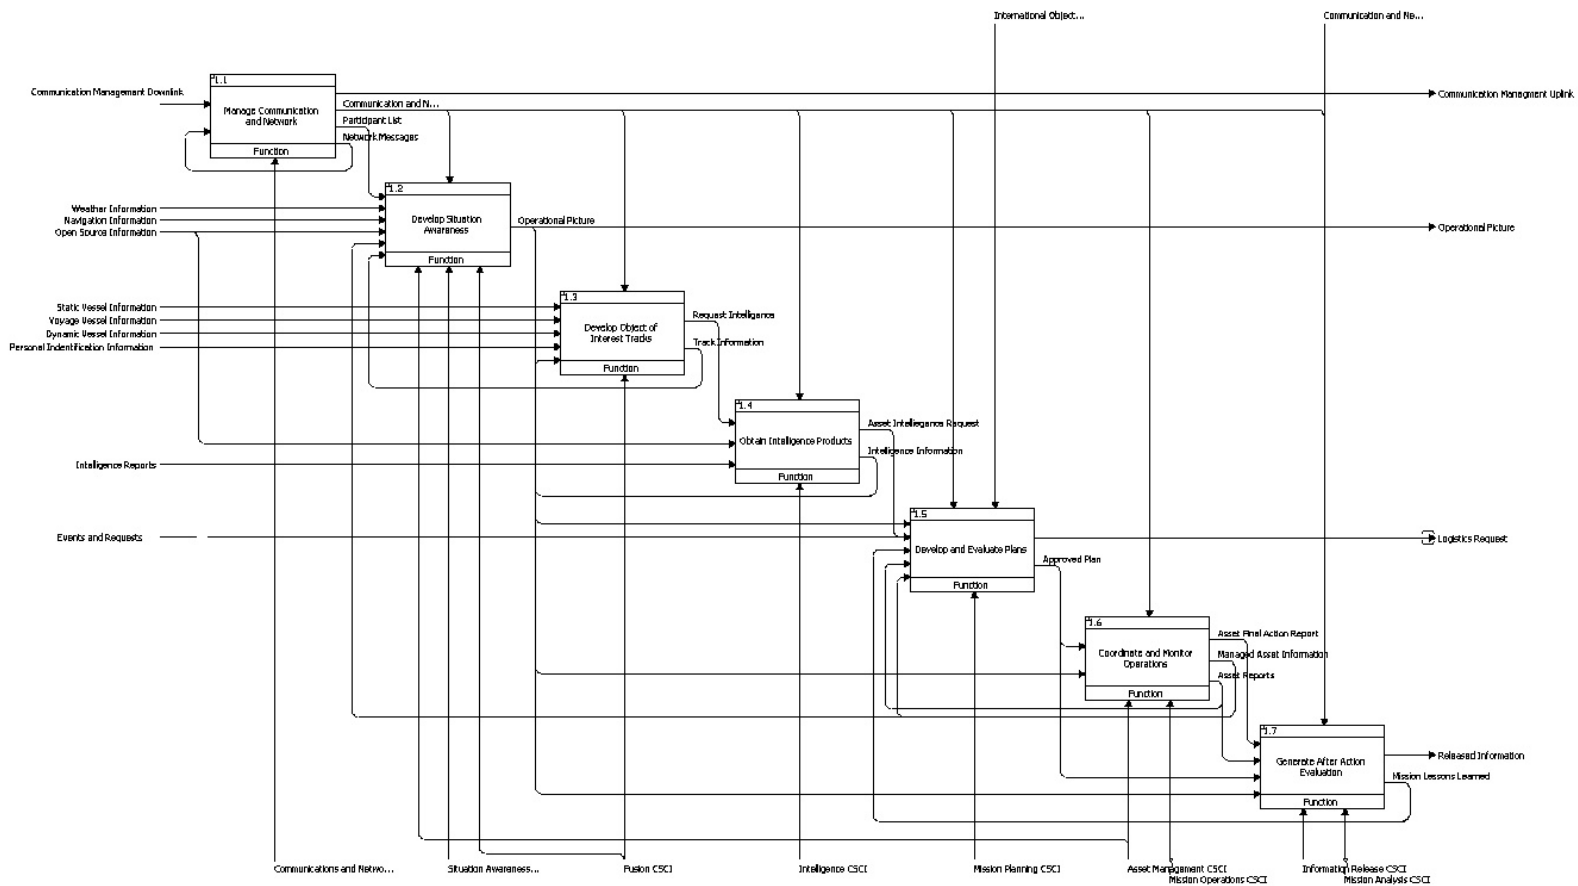 International Object...
Communication and Ne...
1.1
Communication Management Downlink
Communication Managment Uplink
Communication and N...
Manage Communication
and Network
Participant List
Network Messages
Function
1.2
Weather Information
Navigation Information
Open Source Information
Develop Situation
Awareness
Operational Picture
Operational Picture
Function
1.3
Static Vessel Information
Voyage Vessel Information
Dynamic Vessel Information
Personal Indentification Information
Request Intelligence
Develop Object of
Interest Tracks
Track Information
Function
1.4
Asset Intelliegance Request
Obtain Intelligence Products
Intelligence Information
Intelligence Reports
Function
1.5
Events and Requests
Logistics Request
Develop and Evaluate Plans
Approved Plan
Function
1.6
Asset Final Action Report
Coordinate and Monitor
Operations
Managed Asset Information
Asset Reports
Function
1.7
Released Information
Generate After Action
Evaluation
Mission Lessons Learned
Function
Communications and Netwo...
Situation Awareness...
Fusion CSCI
Intelligence CSCI
Mission Planning CSCI
Asset Management CSCI
Mission Operations CSCI
Information Release CSCI
Mission Analysis CSCI